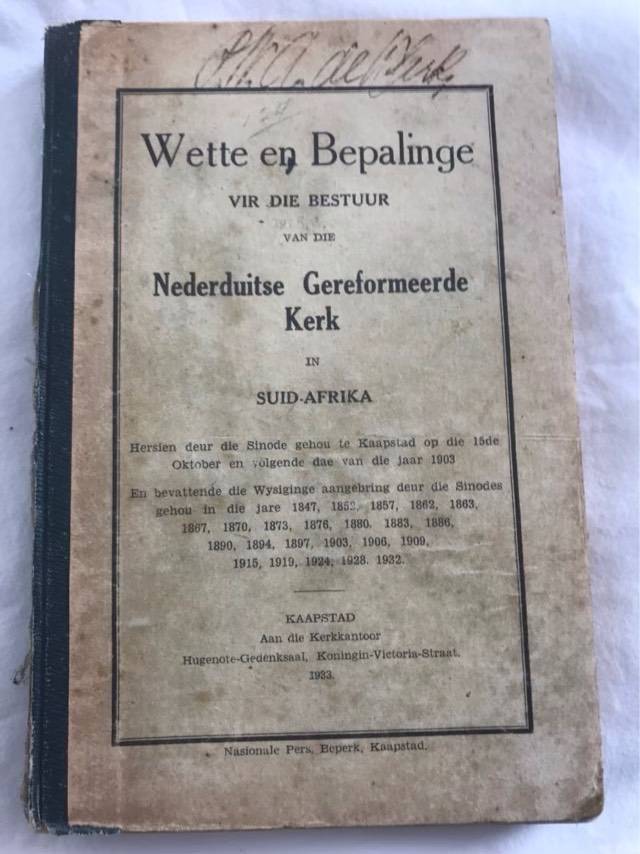 de Klerk
Wette en Bepalinge
VIR DIE BESTUUR
VAN DIE
Nederduitse Gereformeerde
Kerk
IN
SUID-AFRIKA
Hersien deur die Sinode gehou te Kaapstad op die 15de
Oktober en volgende dae van die jaar 1903
En bevattende die Wysiginge aangebring deur die Sinodes
gehou in die jare 1847, 1852, 1857, 1862, 1863,
1867, 1870, 1873, 1876, 1880. 1883, 1886,
1890, 1894, 1897, 1903, 1906, 1909,
1915, 1919, 1924, 1928. 1932.
KAAPSTAD
Aan die Kerkkantoor
Hugenote-Gedenksaal, Koningin-Victoria-Straat.
1933.
Nasionale Pers, Beperk, Kaapstad.